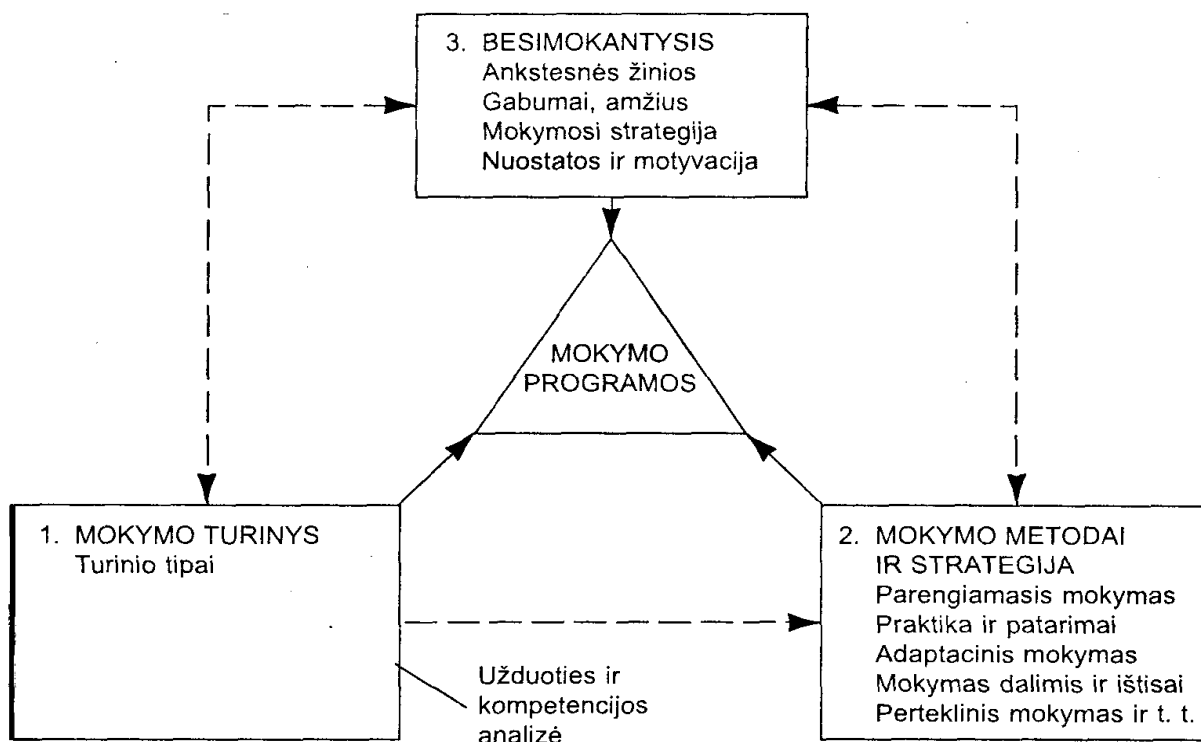 3. BESIMOKANTYSIS
Ankstesnės žinios
Gabumai, amžius
Mokymosi strategija
Nuostatos ir motyvacija
MOKYMO
PROGRAMOS
1. MOKYMO TURINYS
Turinio tipai
2. MOKYMO METODAI
IR STRATEGIJA
Parengiamasis mokymas
Praktika ir patarimai
Adaptacinis mokymas
Mokymas dalimis ir ištisai
Perteklinis mokymas ir t. t.
Užduoties ir
kompetencijos
analizė